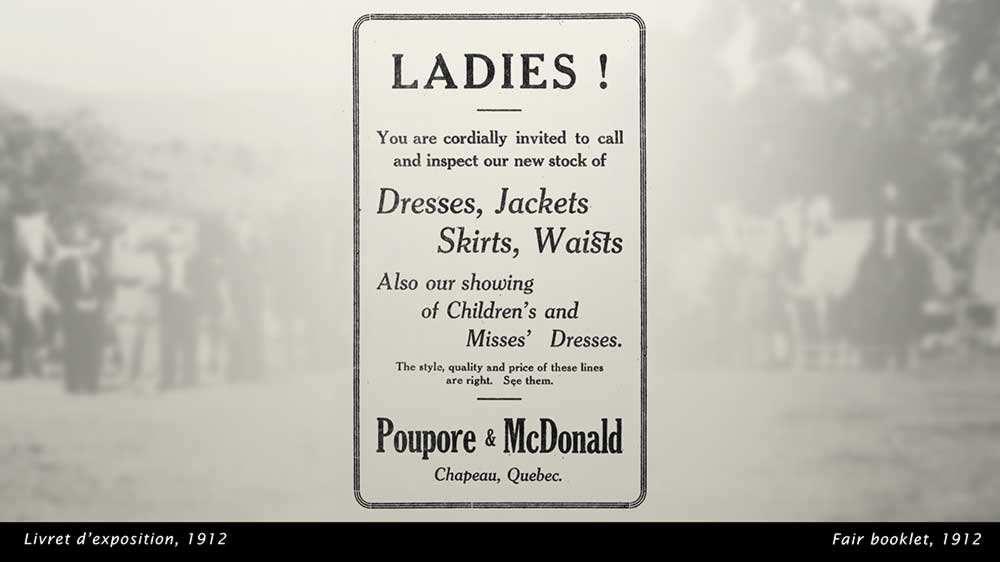 LADIES !
You are cordially invited to call
and inspect our new stock of
Dresses, Jackets
Skirts, Waists
Also our showing
of Children's and
Misses' Dresses.
The style, quality and price of these lines
are right. See them.
Poupore & McDonald
Chapeau, Quebec.
Livret d'exposition, 1912
Fair booklet, 1912